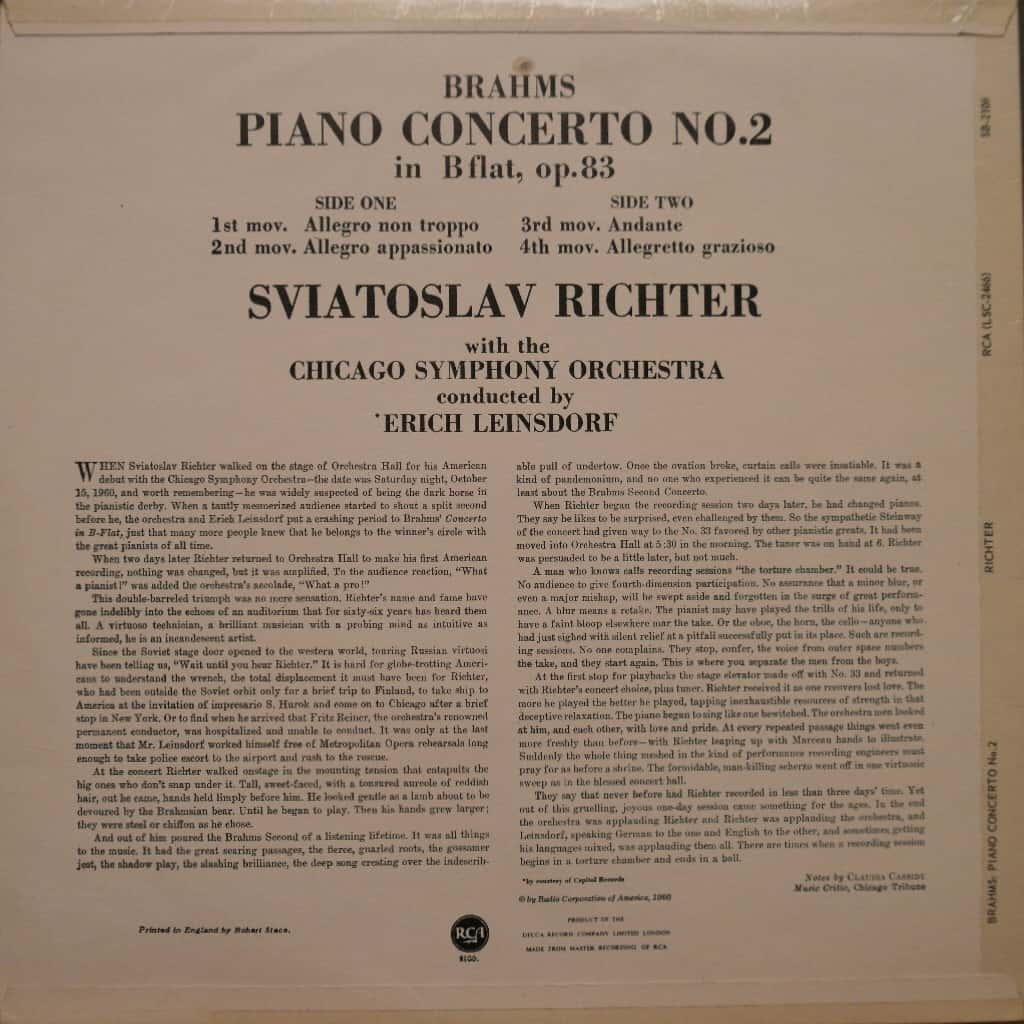 BRAHMS
PIANO CONCERTO NO.2
in B flat, op.83
SIDE ONE
1st mov. Allegro non troppo
2nd mov. Allegro appassionato
SIDE TWO
3rd mov. Andante
4th mov. Allegretto grazioso
SVIATOSLAV RICHTER
with the
CHICAGO SYMPHONY ORCHESTRA
conducted by
*ERICH LEINSDORF
WHEN Sviatoslav Richter walked on the stage of Orchestra Hall for his American
debut with the Chicago Symphony Orchestra—the date was Saturday night, October
15, 1960, and worth remembering—he was widely suspected of being the dark horse in
the pianistic derby. When a tautly mesmerized audience started to shout a split second
before he, the orchestra and Erich Leinsdorf put a crashing period to Brahms' Concerto
in B-Flat, just that many more people knew that he belongs to the winner's circle with
the great pianists of all time.
When two days later Richter returned to Orchestra Hall to make his first American
recording, nothing was changed, but it was amplified. To the audience reaction, "What
a pianist!" was added the orchestra's accolade, "What a pro!"
This double-barreled triumph was no mere sensation. Richter's name and fame have
gone indelibly into the echoes of an auditorium that for sixty-six years has heard them
all. A virtuoso technician, a brilliant musician with a probing mind as intuitive as
informed, he is an incandescent artist.
Since the Soviet stage door opened to the western world, touring Russian virtuosi
have been telling us, "Wait until you hear Richter." It is hard for globe-trotting Ameri-
cans to understand the wrench, the total displacement it must have been for Richter,
who had been outside the Soviet orbit only for a brief trip to Finland, to take ship to
America at the invitation of impresario S. Hurok and come on to Chicago after a brief
stop in New York. Or to find when he arrived that Fritz Reiner, the orchestra's renowned
permanent conductor, was hospitalized and unable to conduct. It was only at the last
moment that Mr. Leinsdorf worked himself free of Metropolitan Opera rehearsals long
enough to take police escort to the airport and rush to the rescue.
At the concert Richter walked onstage in the mounting tension that catapults the
big ones who don't snap under it. Tall, sweet-faced, with a tonsured aureole of reddish
hair, out he came, hands held limply before him. He looked gentle as a lamb about to be
devoured by the Brahmsian bear. Until he began to play. Then his hands grew larger;
they were steel or chiffon as he chose.
And out of him poured the Brahms Second of a listening lifetime. It was all things
to the music. It had the great soaring passages, the fierce, gnarled roots, the gossamer
jest, the shadow play, the slashing brilliance, the deep song cresting over the indescrib-
able pull of undertow. Once the ovation broke, curtain calls were insatiable. It was a
kind of pandemonium, and no one who experienced it can be quite the same again, at
least about the Brahms Second Concerto.
When Richter began the recording session two days later, he had changed pianos.
They say he likes to be surprised, even challenged by them. So the sympathetic Steinway
of the concert had given way to the No. 33 favored by other pianistic greats. It had been
moved into Orchestra Hall at 5:30 in the morning. The tuner was on hand at 6. Richter
was persuaded to be a little later, but not much.
A man who knows calls recording sessions "the torture chamber." It could be true.
No audience to give fourth-dimension participation. No assurance that a minor blur, or
even a major mishap, will be swept aside and forgotten in the surge of great perform-
ance. A blur means a retake. The pianist may have played the trills of his life, only to
have a faint bloop elsewhere mar the take. Or the oboe, the horn, the cello—anyone who
had just sighed with silent relief at a pitfall successfully put in its place. Such are record-
ing sessions. No one complains. They stop, confer, the voice from outer space numbers
the take, and they start again. This is where you separate the men from the boys.
At the first stop for playbacks the stage elevator made off with No. 33 and returned
with Richter's concert choice, plus tuner. Richter received it as one recovers lost love. The
more he played the better he played, tapping inexhaustible resources of strength in that
deceptive relaxation. The piano began to sing like one bewitched. The orchestra men looked
at him, and each other, with love and pride. At every repeated passage things went even
more freshly than before—with Richter leaping up with Marceau hands to illustrate.
Suddenly the whole thing meshed in the kind of performance recording engineers must
pray for as before a shrine. The formidable, man-killing scherzo went off in one virtuosic
sweep as in the blessed concert hall.
They say that never before had Richter recorded in less than three days' time. Yet
out of this gruelling, joyous one-day session came something for the ages. In the end
the orchestra was applauding Richter and Richter was applauding the orchestra, and
Leinsdorf, speaking German to the one and English to the other, and sometimes getting
his languages mixed, was applauding them all. There are times when a recording session
begins in a torture chamber and ends in a ball.
Notes by CLAUDIA CASSIDY
Music Critic, Chicago Tribune
*by courtesy of Capitol Records
© by Radio Corporation of America, 1960
PRODUCT OF THE
DECCA RECORD COMPANY LIMITED LONDON
MADE FROM MASTER RECORDING OF RCA
Printed in England by Robert Stace.
RCA
REGD.
SB-2106
RCA (LSC-2466)
RICHTER
BRAHMS: PIANO CONCERTO No. 2